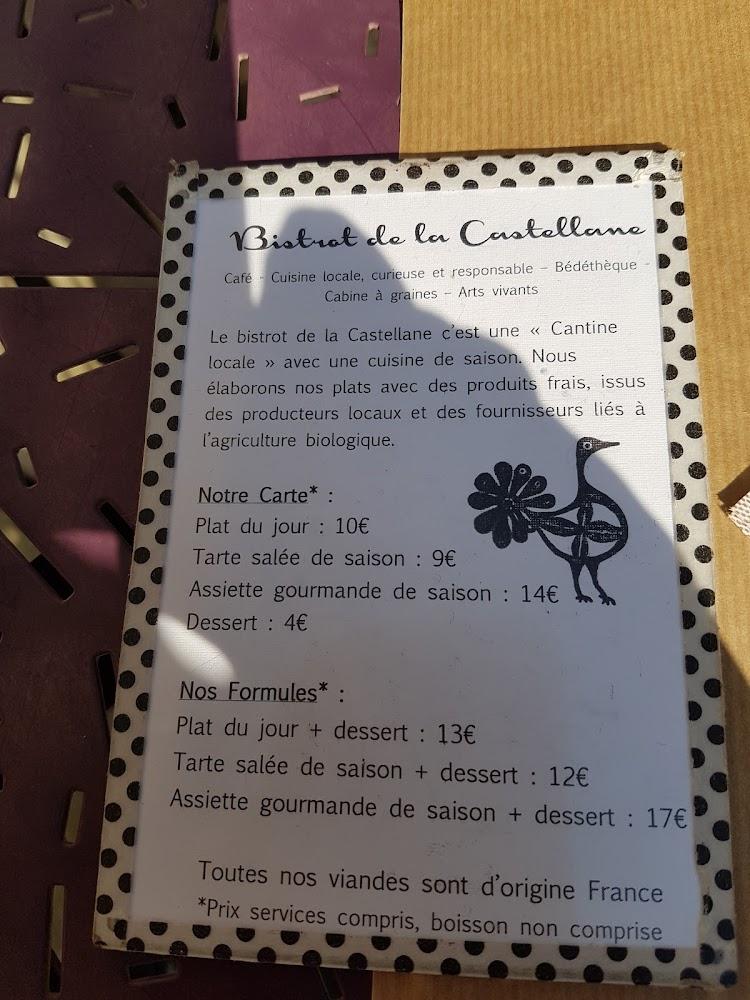 Bistrot de la Castellane
Café - Cuisine locale, curieuse et responsable – Bédéthèque -
Cabine à graines – Arts vivants
Le bistrot de la Castellane c'est une « Cantine
locale » avec une cuisine de saison. Nous
élaborons nos plats avec des produits frais, issus
des producteurs locaux et des fournisseurs liés à
l'agriculture biologique.
Notre Carte* :
Plat du jour : 10€
Tarte salée de saison : 9€
Assiette gourmande de saison : 14€
Dessert : 4€
Nos Formules* :
Plat du jour + dessert : 13€
Tarte salée de saison + dessert : 12€
Assiette gourmande de saison + dessert : 17€
Toutes nos viandes sont d'origine France
*Prix services compris, boisson non comprise